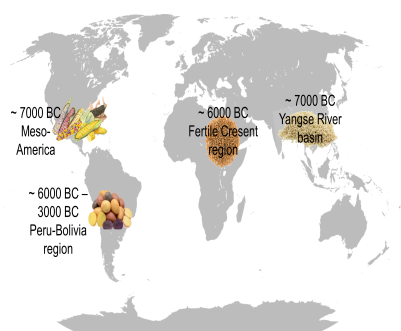 ~ 7000 BC
Meso-
America
~ 6000 BC
Fertile Cresent
region
~ 7000 BC
Yangse River
basin
~ 6000 BC –
3000 BC
Peru-Bolivia
region